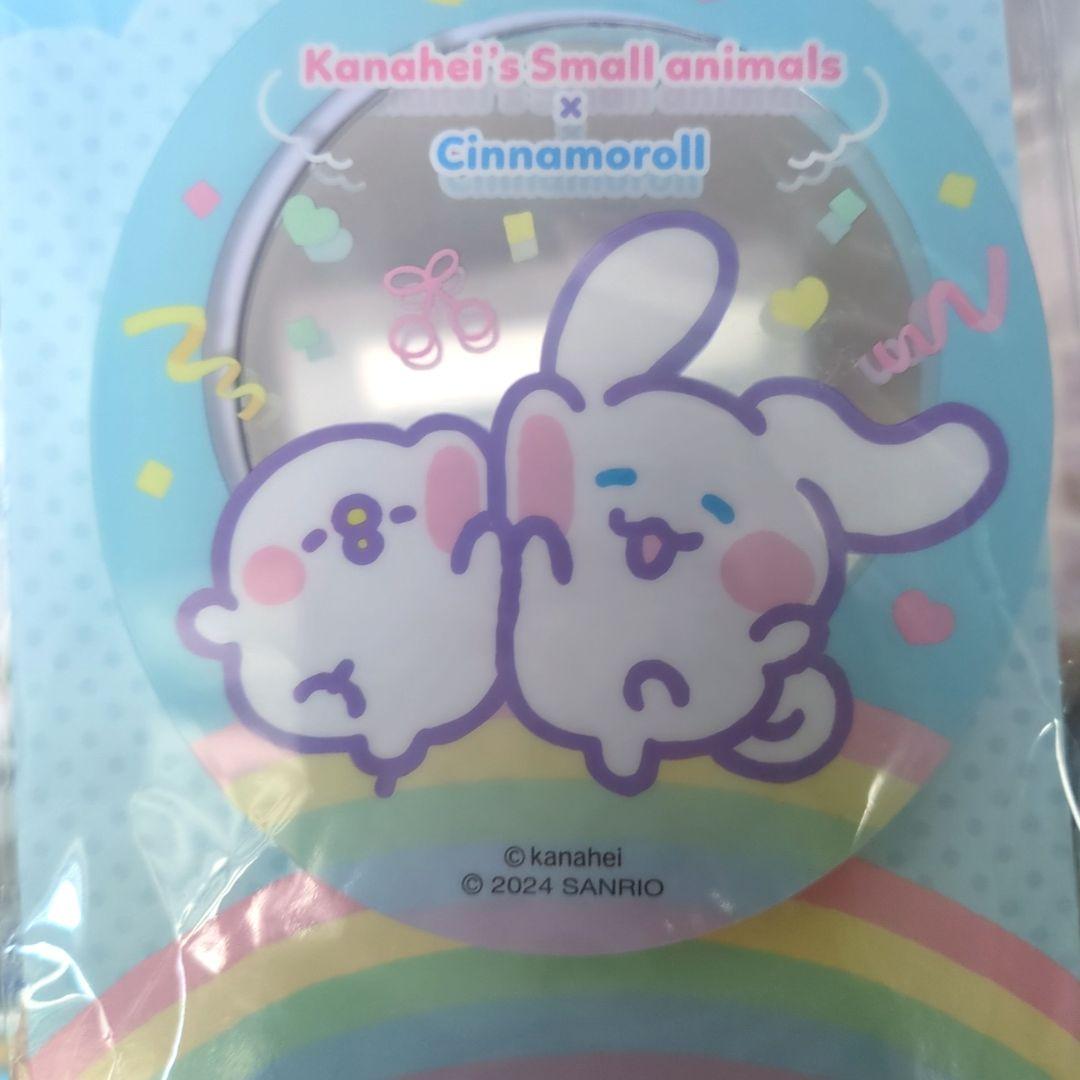 Kanahei's Small animals
×
Cinnamoroll
©kanahei
© 2024 SANRIO